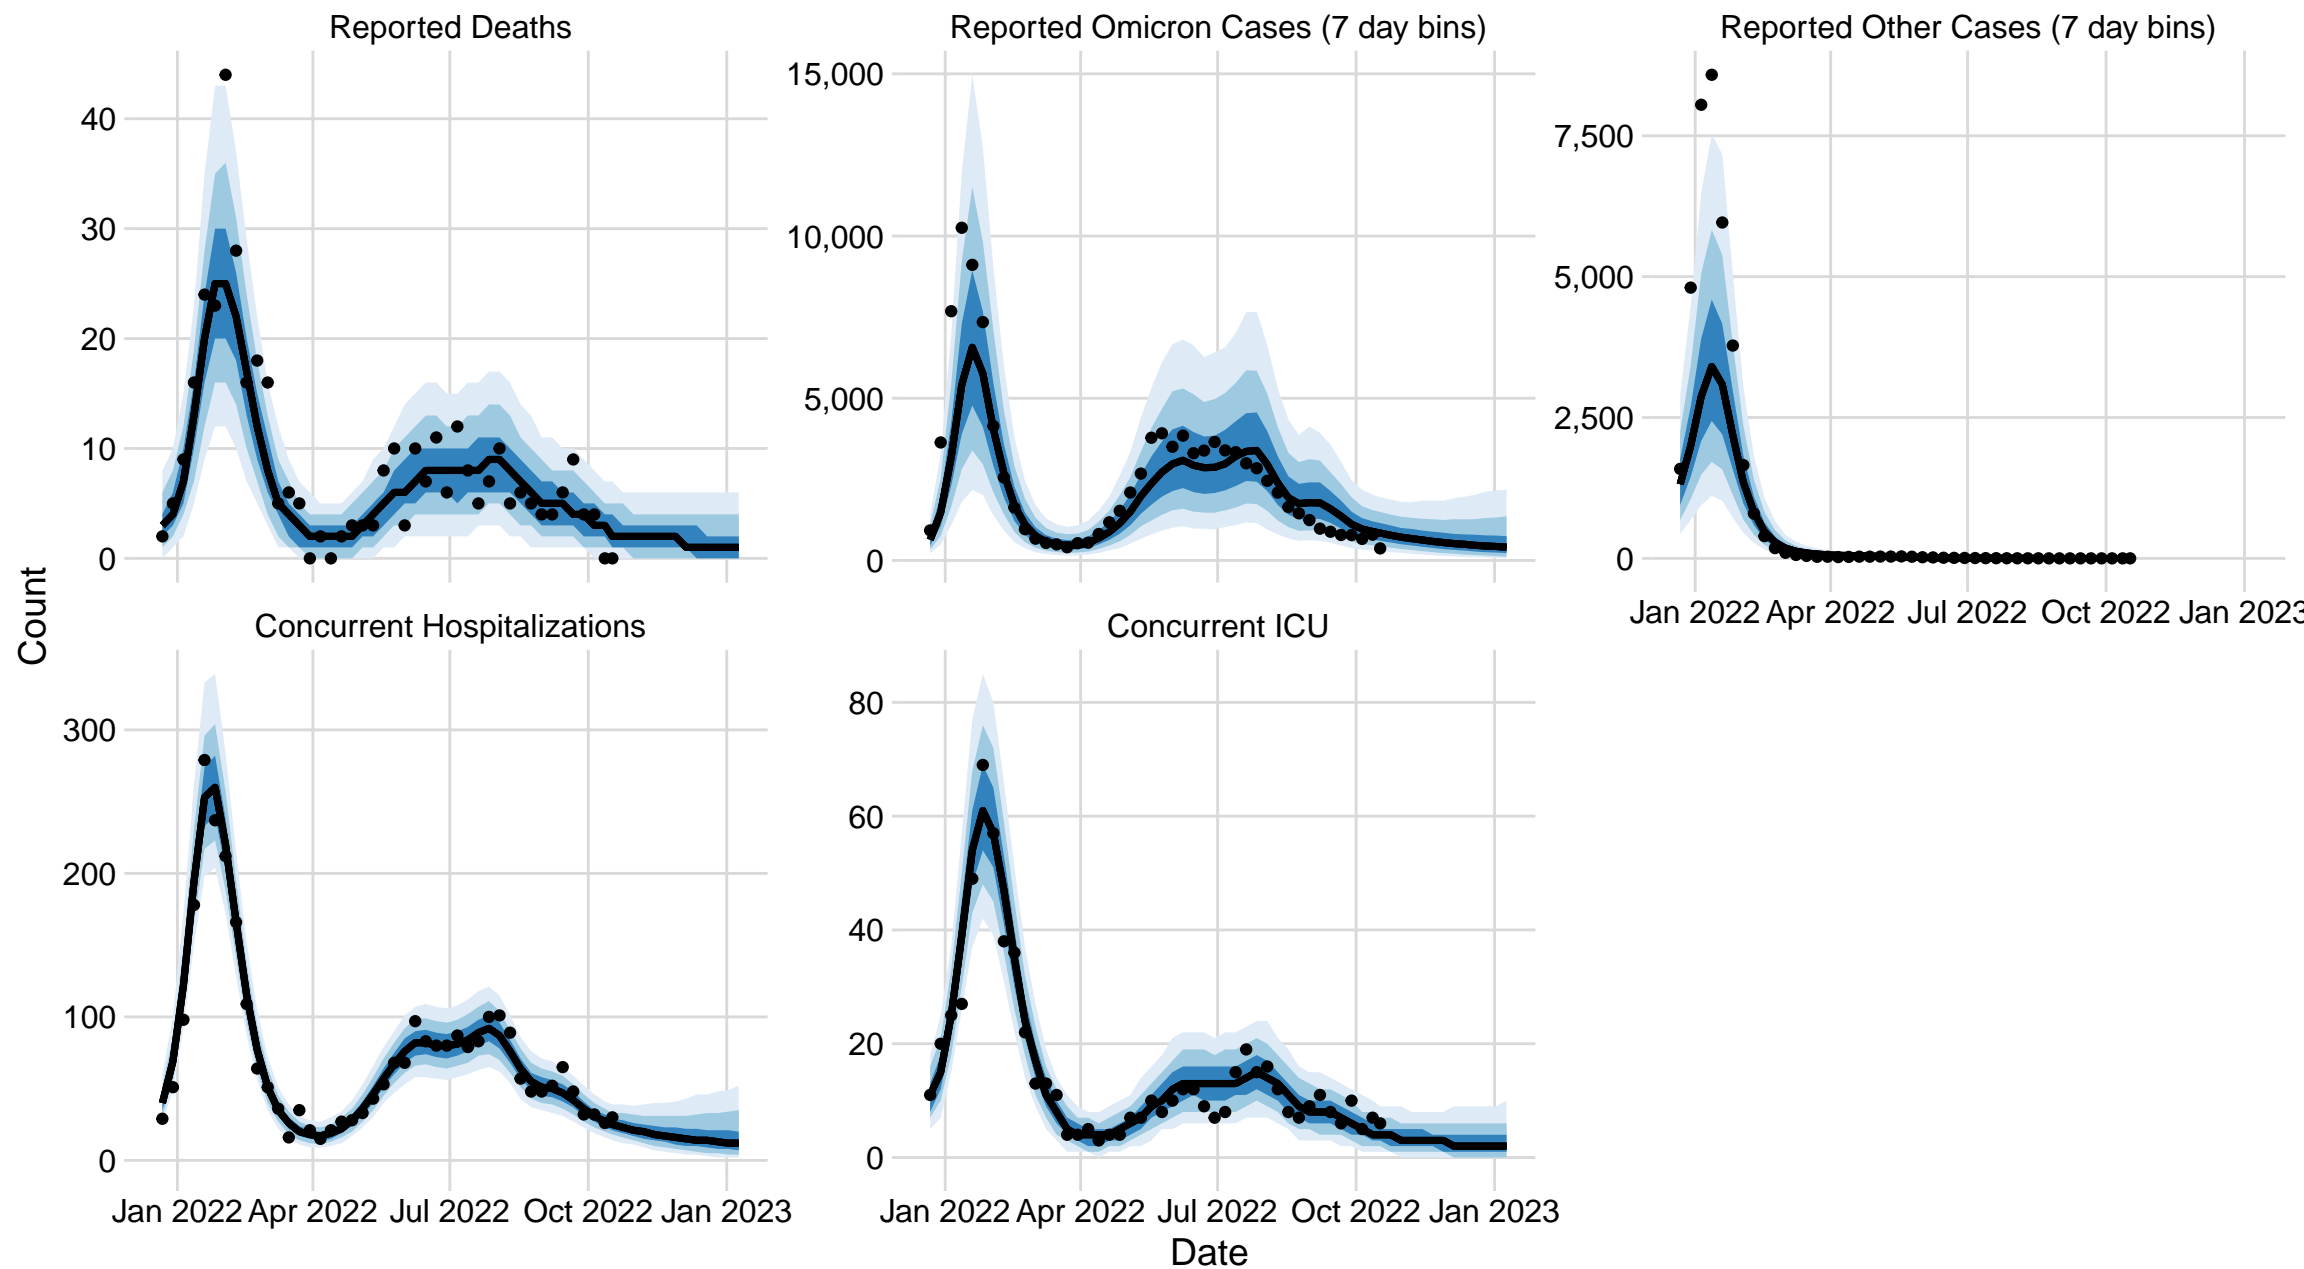 Reported Deaths
Reported Omicron Cases (7 day bins)
Reported Other Cases (7 day bins)
40
30
20
10
0
15,000
10,000
5,000
0
7,500
5,000
2,500
0
Jan 2022 Apr 2022 Jul 2022 Oct 2022 Jan 2023
Count
Concurrent Hospitalizations
Concurrent ICU
300
200
100
0
80
60
40
20
0
Jan 2022 Apr 2022 Jul 2022 Oct 2022 Jan 2023
Jan 2022 Apr 2022 Jul 2022 Oct 2022 Jan 2023
Date